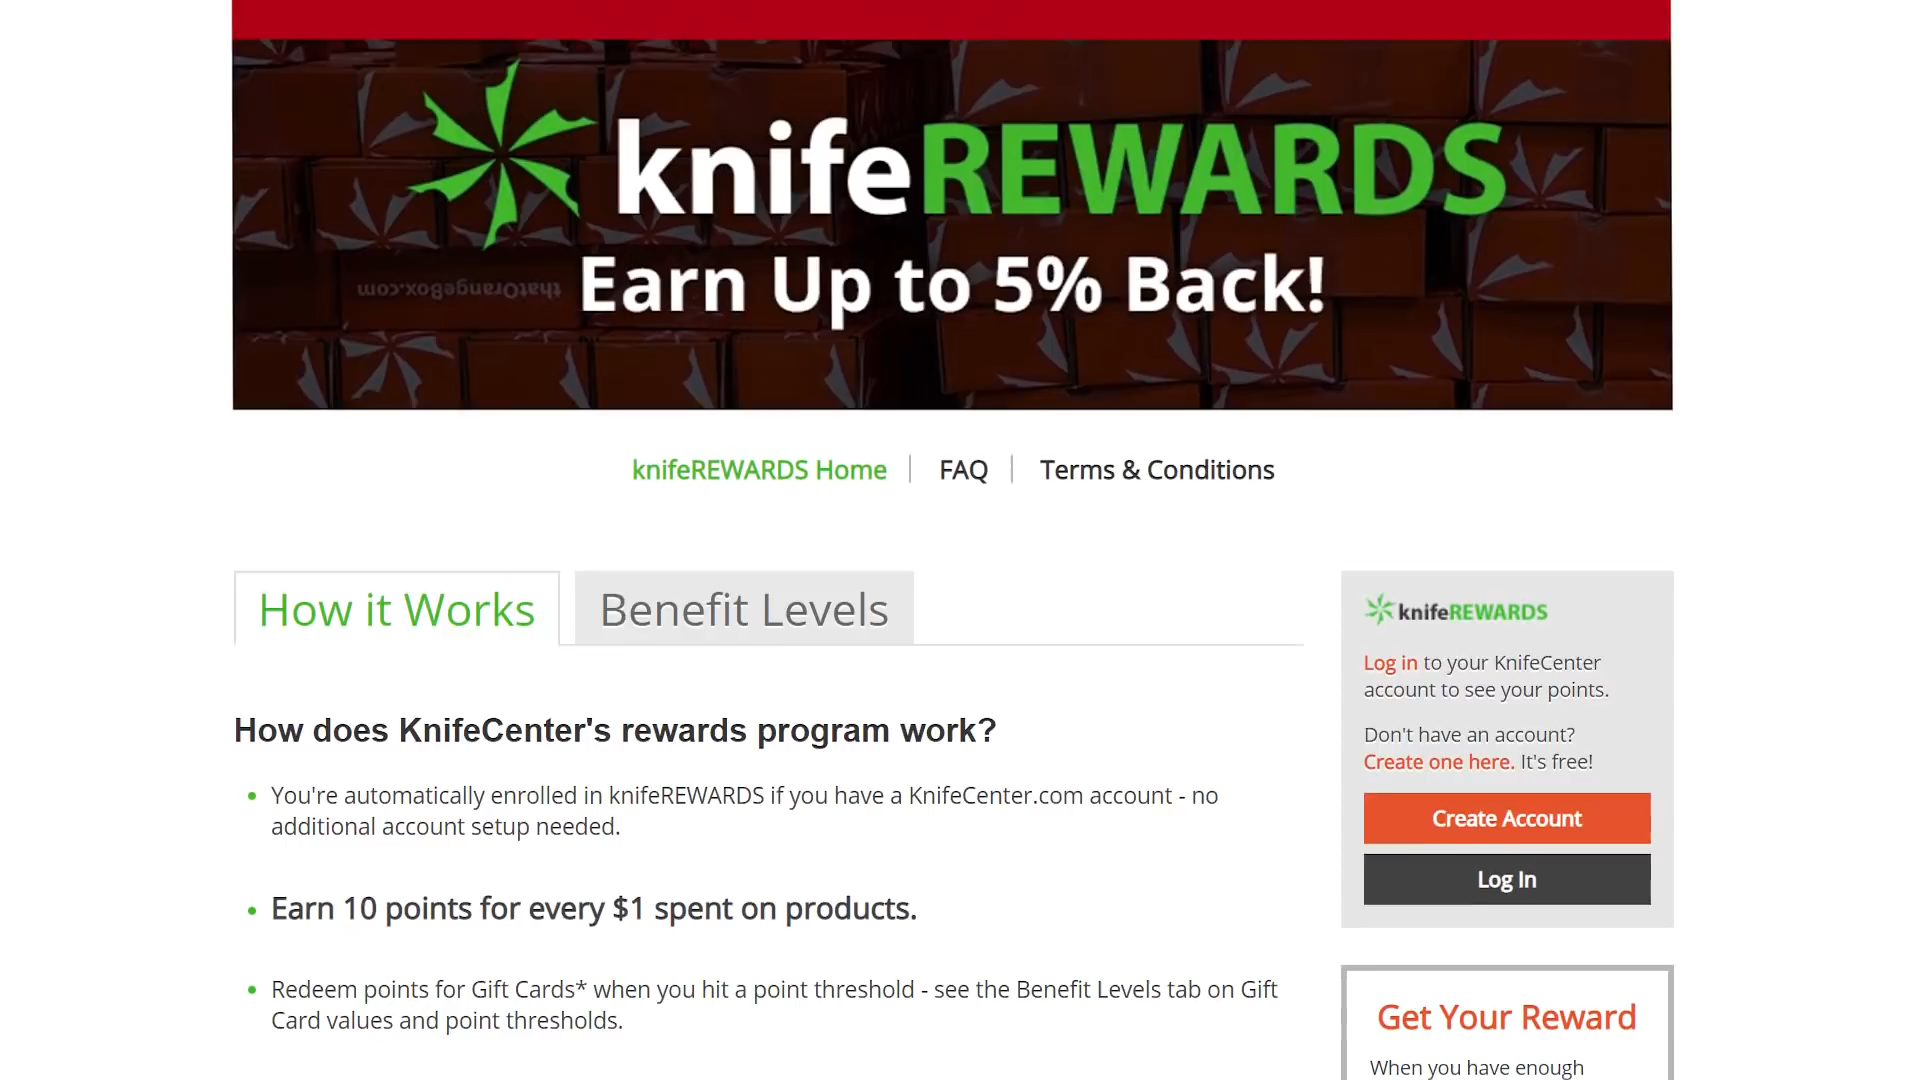 knifeREWARDS
thatOrangeBox.com
Earn Up to 5% Back!
knifeREWARDS Home
FAQ
Terms & Conditions
How it Works
Benefit Levels
How does KnifeCenter's rewards program work?
You're automatically enrolled in knifeREWARDS if you have a KnifeCenter.com account - no
additional account setup needed.
Earn 10 points for every $1 spent on products.
Redeem points for Gift Cards* when you hit a point threshold - see the Benefit Levels tab on Gift
Card values and point thresholds.
knifeREWARDS
Log in to your KnifeCenter
account to see your points.
Don't have an account?
Create one here. It's free!
Create Account
Log In
Get Your Reward
When you have enough